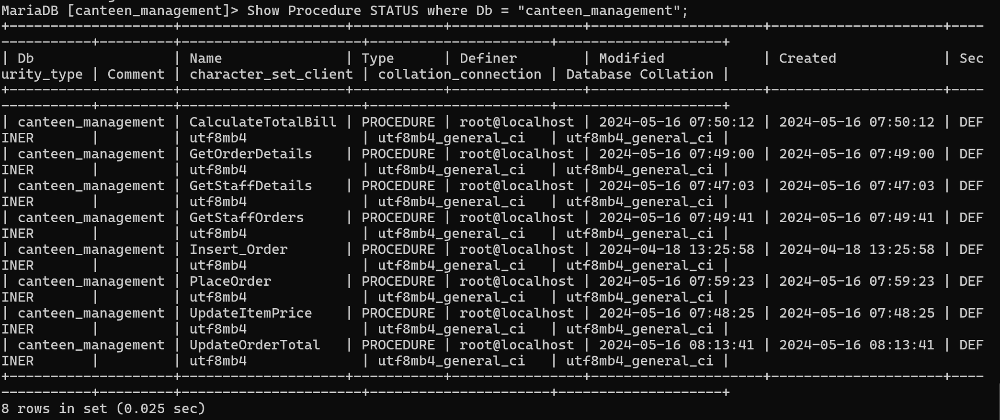 MariaDB [canteen_management]> Show Procedure STATUS where Db = "canteen_management";
+--------------------+--------------------+-----------+----------------+---------------------+---------------------+----
-----------+---------+----------------------+----------------------+--------------------+
| Db                 | Name               | Type      | Definer        | Modified            | Created             | Sec
urity_type | Comment | character_set_client | collation_connection | Database Collation |
+--------------------+--------------------+-----------+----------------+---------------------+---------------------+----
-----------+---------+----------------------+----------------------+--------------------+
| canteen_management | CalculateTotalBill | PROCEDURE | root@localhost | 2024-05-16 07:50:12 | 2024-05-16 07:50:12 | DEF
INER       |         | utf8mb4              | utf8mb4_general_ci   | utf8mb4_general_ci |
| canteen_management | GetOrderDetails    | PROCEDURE | root@localhost | 2024-05-16 07:49:00 | 2024-05-16 07:49:00 | DEF
INER       |         | utf8mb4              | utf8mb4_general_ci   | utf8mb4_general_ci |
| canteen_management | GetStaffDetails    | PROCEDURE | root@localhost | 2024-05-16 07:47:03 | 2024-05-16 07:47:03 | DEF
INER       |         | utf8mb4              | utf8mb4_general_ci   | utf8mb4_general_ci |
| canteen_management | GetStaffOrders     | PROCEDURE | root@localhost | 2024-05-16 07:49:41 | 2024-05-16 07:49:41 | DEF
INER       |         | utf8mb4              | utf8mb4_general_ci   | utf8mb4_general_ci |
| canteen_management | Insert_Order       | PROCEDURE | root@localhost | 2024-04-18 13:25:58 | 2024-04-18 13:25:58 | DEF
INER       |         | utf8mb4              | utf8mb4_general_ci   | utf8mb4_general_ci |
| canteen_management | PlaceOrder         | PROCEDURE | root@localhost | 2024-05-16 07:59:23 | 2024-05-16 07:59:23 | DEF
INER       |         | utf8mb4              | utf8mb4_general_ci   | utf8mb4_general_ci |
| canteen_management | UpdateItemPrice    | PROCEDURE | root@localhost | 2024-05-16 07:48:25 | 2024-05-16 07:48:25 | DEF
INER       |         | utf8mb4              | utf8mb4_general_ci   | utf8mb4_general_ci |
| canteen_management | UpdateOrderTotal   | PROCEDURE | root@localhost | 2024-05-16 08:13:41 | 2024-05-16 08:13:41 | DEF
INER       |         | utf8mb4              | utf8mb4_general_ci   | utf8mb4_general_ci |
+--------------------+--------------------+-----------+----------------+---------------------+---------------------+----
-----------+---------+----------------------+----------------------+--------------------+
8 rows in set (0.025 sec)